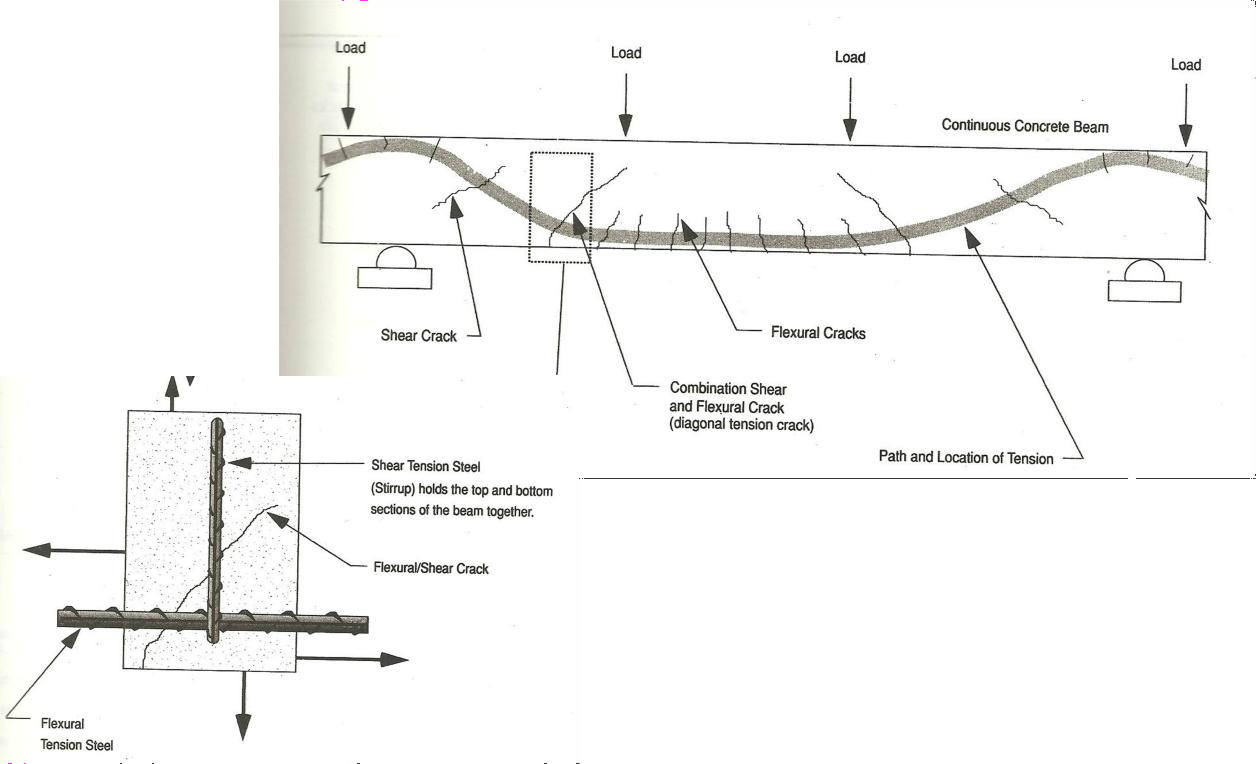 Load
Load
Load
Load
Continuous Concrete Beam
Shear Crack
Flexural Cracks
Combination Shear
and Flexural Crack
(diagonal tension crack)
Path and Location of Tension
Shear Tension Steel
(Stirrup) holds the top and bottom
sections of the beam together.
Flexural/Shear Crack
Flexural
Tension Steel